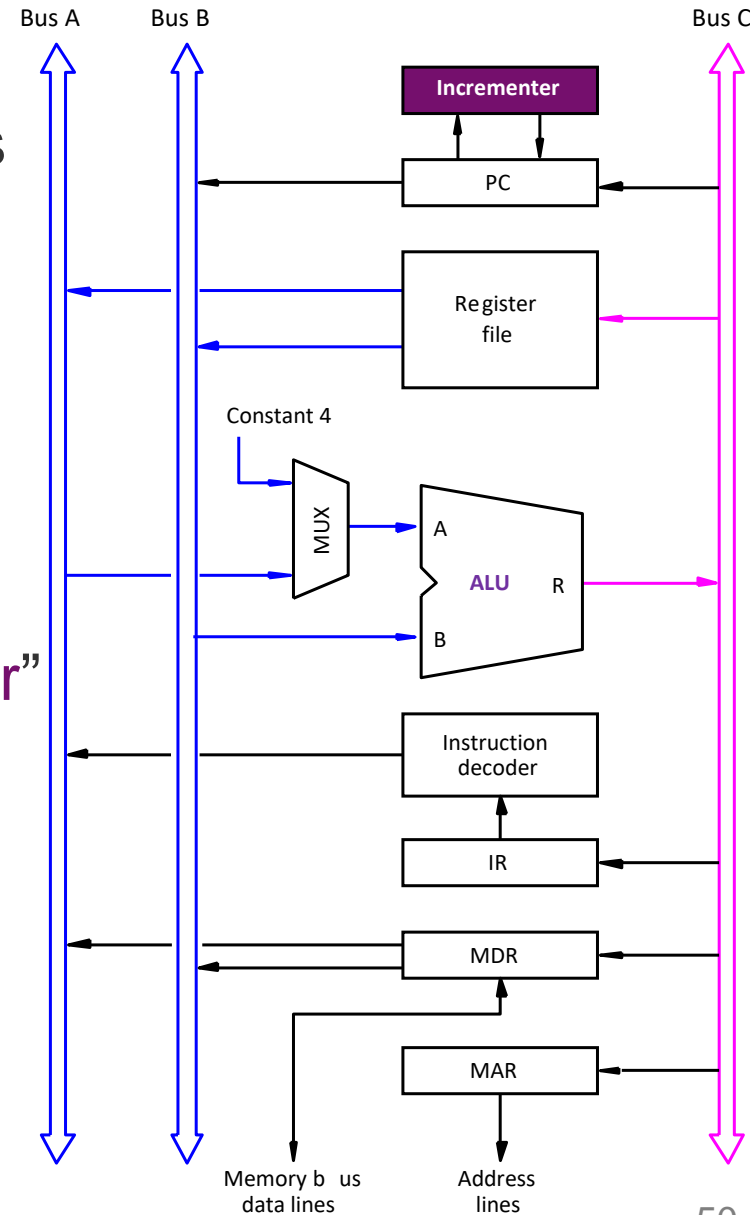 Bus A
Bus B
Bus C
Incrementer
s
PC
Register
file
Constant 4
MUX
A
ALU
R
B
r”
Instruction
decoder
IR
MDR
MAR
Memory b us
data lines
Address
lines